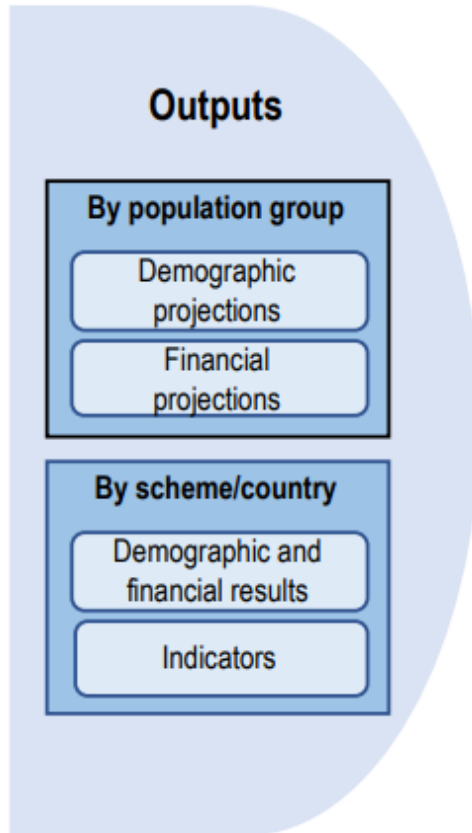 Outputs
By population group
Demographic
projections
Financial
projections
By scheme/country
Demographic and
financial results
Indicators